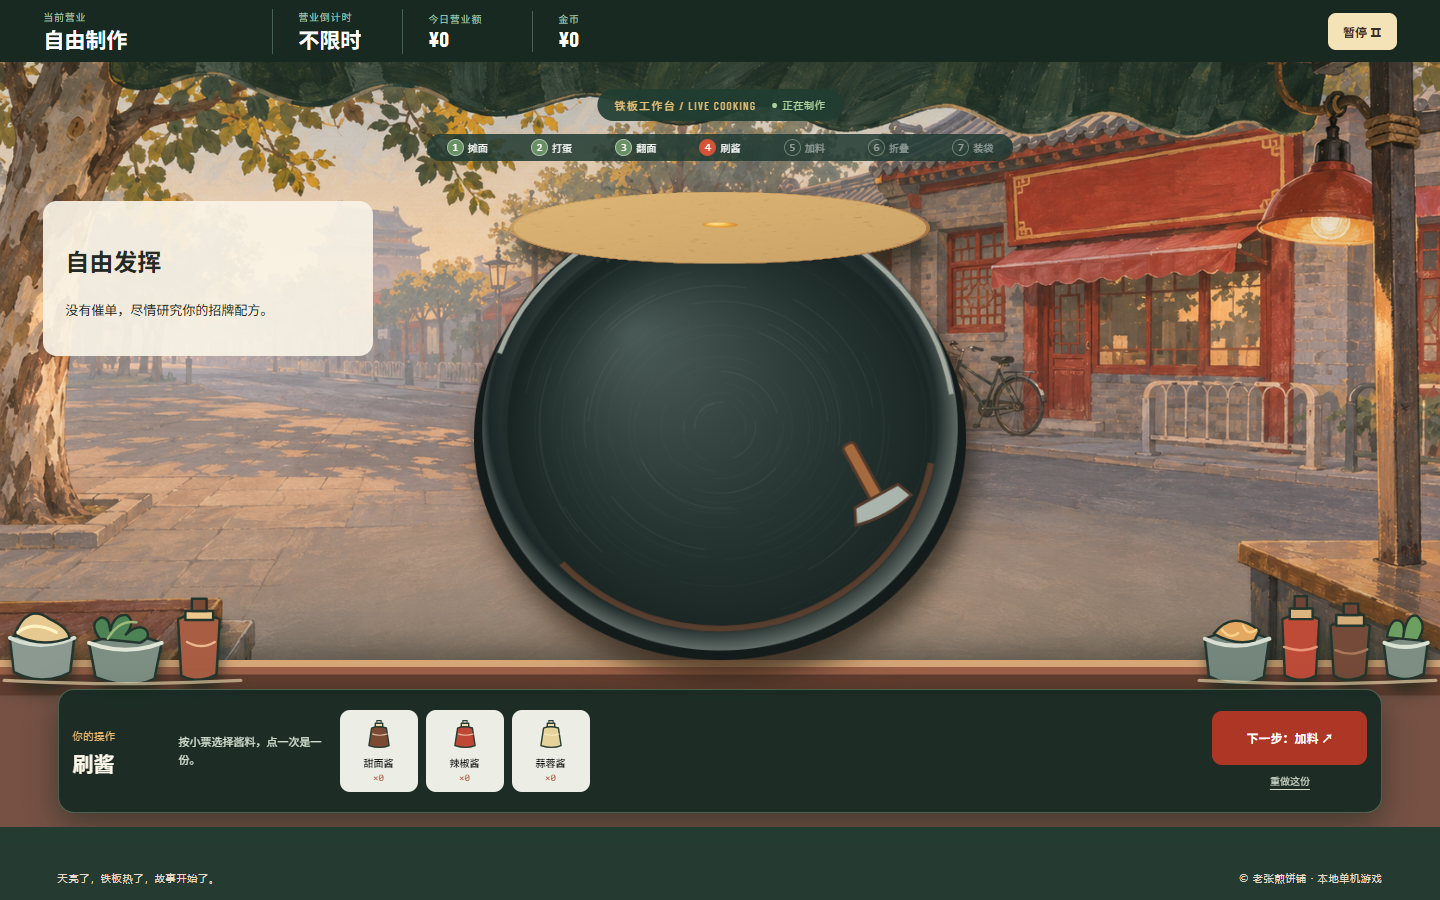 当前营业
自由制作
营业倒计时
不限时
今日营业额
¥0
金币
¥0
暂停
铁板工作台 / LIVE COOKING
正在制作
1 摊面
2 打蛋
3 翻面
4 刷酱
5 加料
6 折叠
7 装袋
自由发挥
没有催单，尽情研究你的招牌配方。
你的操作
刷酱
按小票选择酱料，点一次是一
份。
甜面酱
×0
辣椒酱
×0
蒜蓉酱
×0
下一步：加料 ↗
重做这份
天亮了，铁板热了，故事开始了。
© 老张煎饼铺 · 本地单机游戏